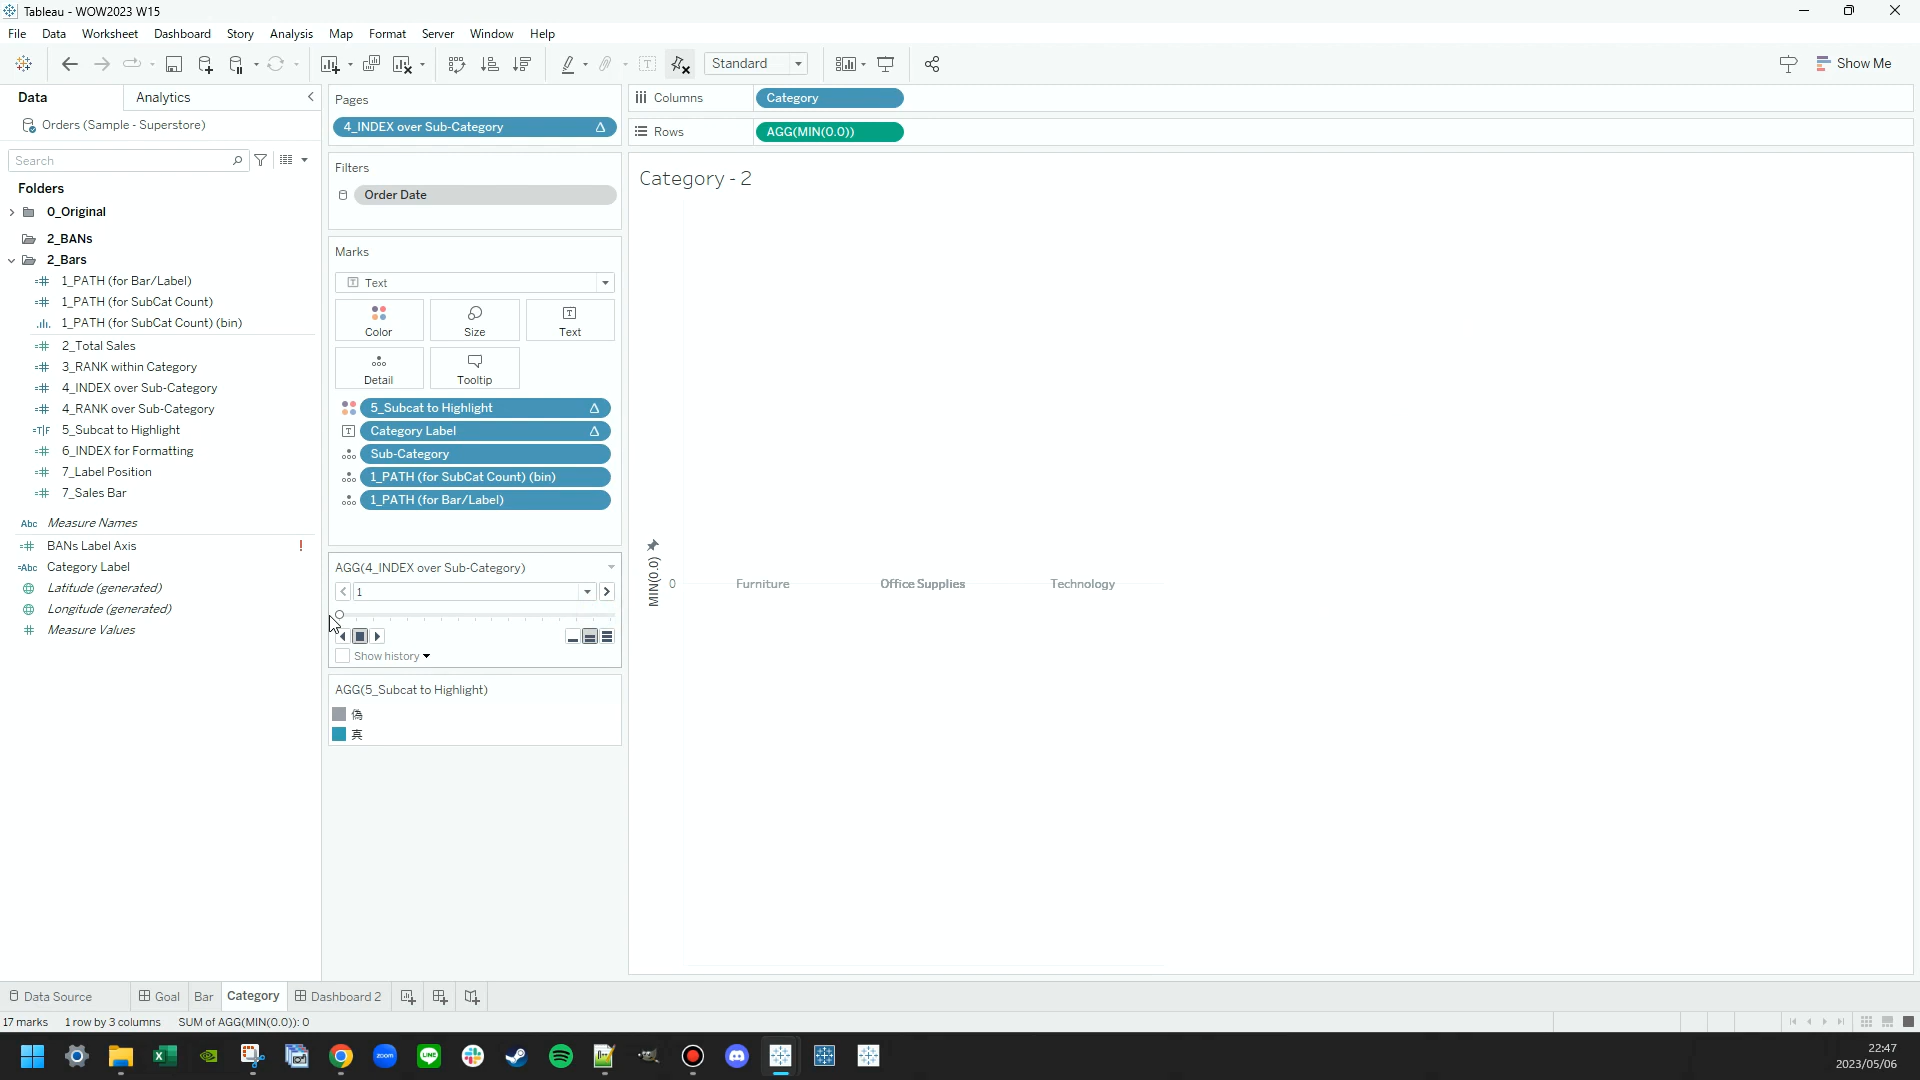 Tableau - WOW2023 W15
File Data Worksheet Dashboard Story Analysis Map Format Server Window Help
Standard
Show Me
Data
Analytics
Orders (Sample - Superstore)
Search
Folders
0_Original
2_BANs
2_Bars
1_PATH (for Bar/Label)
1_PATH (for SubCat Count)
1_PATH (for SubCat Count) (bin)
2_Total Sales
3_RANK within Category
4_INDEX over Sub-Category
4_RANK over Sub-Category
=T|F 5_Subcat to Highlight
6_INDEX for Formatting
7_Label Position
7_Sales Bar
Abc Measure Names
BANs Label Axis !
=Abc Category Label
Latitude (generated)
Longitude (generated)
Measure Values
Pages
4_INDEX over Sub-Category
Filters
Order Date
Marks
Text
Color
Size
Text
Detail
Tooltip
5_Subcat to Highlight
Category Label
Sub-Category
1_PATH (for SubCat Count) (bin)
1_PATH (for Bar/Label)
AGG(4_INDEX over Sub-Category)
1
Show history
AGG(5_Subcat to Highlight)
偽
真
Columns
Category
Rows
AGG(MIN(0.0))
Category - 2
MIN(0.0)
0
Furniture
Office Supplies
Technology
Data Source
Goal
Bar
Category
Dashboard 2
17 marks 1 row by 3 columns SUM of AGG(MIN(0.0)): 0
zoom
LINE
22:47
2023/05/06